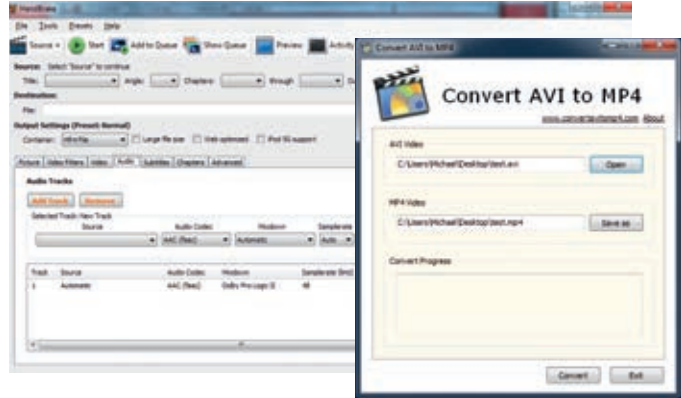 HandBrake
File Tools Presets Help
Source Start Add to Queue Show Queue Preview Activity
Source: Select "Source" to continue
Title: Angle: Chapters: through
Destination
File:
Output Settings (Preset: Normal)
Container: MP4 File Large file size Web optimized iPod 5G support
Picture Video Filters Video Audio Subtitles Chapters Advanced
Audio Tracks
Add Track Remove
Selected Track: New Track
Source Audio Codec Mixdown Samplerate
AAC (faac) Automatic Auto
Track Source Audio Codec Mixdown Samplerate
1 Automatic AAC (faac) Dolby Pro Logic II 48
Convert AVI to MP4
Convert AVI to MP4
www.convertavitomp4.com About
AVI Video
C:\Users\Michael\Desktop\test.avi Open
MP4 Video
C:\Users\Michael\Desktop\test.mp4 Save as
Convert Progress
Convert Exit